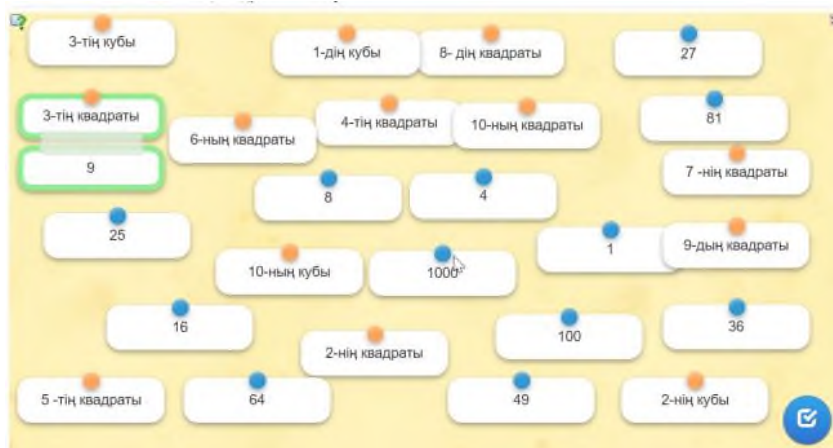 3-тің кубы
1-дің кубы
8- дің квадраты
27
3-тің квадраты
6-ның квадраты
4-тің квадраты
10-ның квадраты
81
9
7 -нің квадраты
8
4
25
10-ның кубы
1000
1
9-дың квадраты
16
2-нің квадраты
100
36
5 -тің квадраты
64
49
2-нің кубы